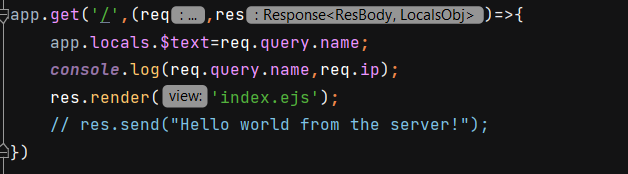 app.get('/',(req : ... ,res : Response<ResBody, LocalsObj> )=>{
app.locals.$text=req.query.name;
console.log(req.query.name,req.ip);
res.render( view: 'index.ejs');
// res.send("Hello world from the server!");
})